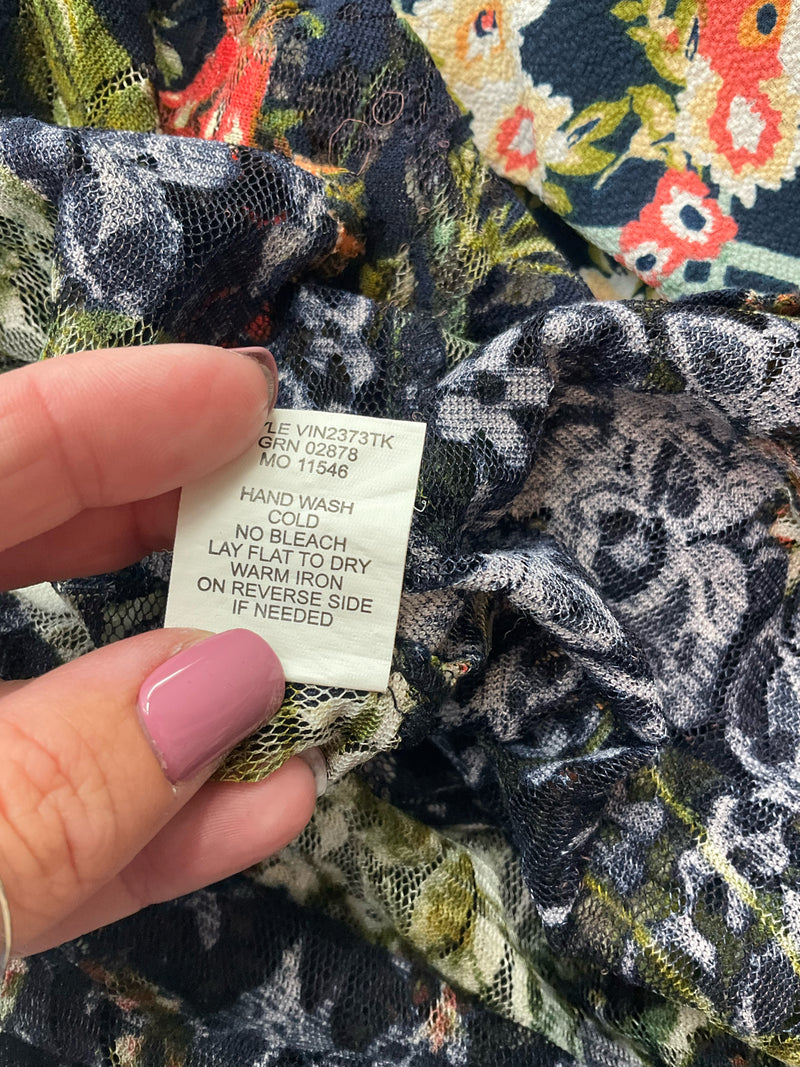 VIN2373TK
GRN 02878
MO 11546
HAND WASH
COLD
NO BLEACH
LAY FLAT TO DRY
WARM IRON
ON REVERSE SIDE
IF NEEDED